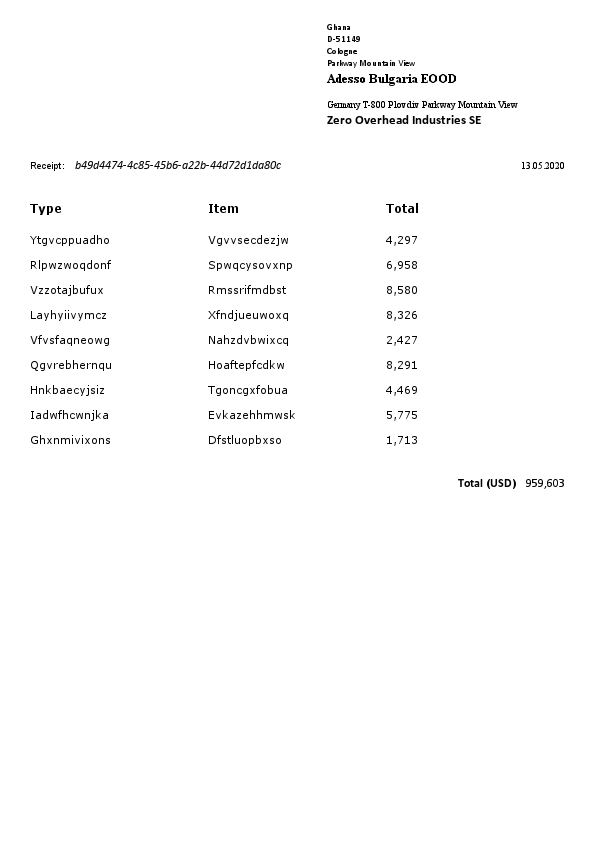 Ghana
D-51149
Cologne
Parkway Mountain View
Adesso Bulgaria EOOD
Germany T-800 Plovdiv Parkway Mountain View
Zero Overhead Industries SE
Receipt: b49d4474-4c85-45b6-a22b-44d72d1da80c 13.05.2020
Type Item Total
Ytgvcppuadho Vgvvsecdezjw 4,297
Rlpwzwoqdonf Spwqcysovxnp 6,958
Vzzotajbufux Rmssrifmdbst 8,580
Layhyiivymcz Xfndjueuwoxq 8,326
Vfvsfaqneowg Nahzdvbwixcq 2,427
Qgvrebhernqu Hoaftepfcdkw 8,291
Hnkbaecyjsiz Tgoncgxfobua 4,469
Iadwfhcwnjka Evkazehhmwsk 5,775
Ghxnmivixons Dfstluopbxso 1,713
Total (USD) 959,603